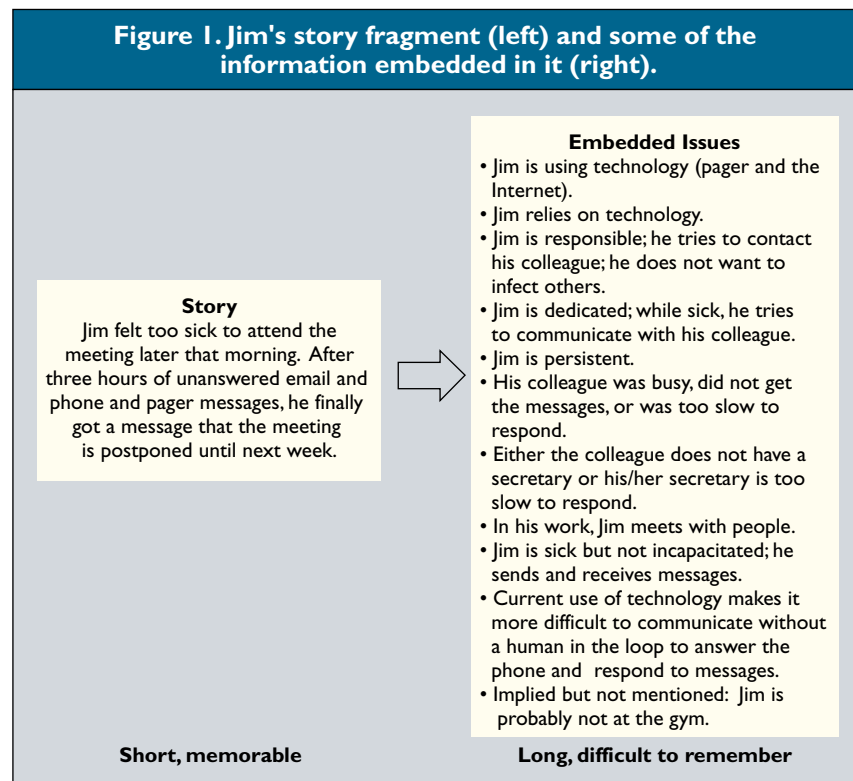 Figure 1. Jim's story fragment (left) and some of the
information embedded in it (right).
Story
Jim felt too sick to attend the
meeting later that morning. After
three hours of unanswered email and
phone and pager messages, he finally
got a message that the meeting
is postponed until next week.
Short, memorable
Embedded Issues
• Jim is using technology (pager and the
Internet).
• Jim relies on technology.
• Jim is responsible; he tries to contact
his colleague; he does not want to
infect others.
• Jim is dedicated; while sick, he tries
to communicate with his colleague.
• Jim is persistent.
• His colleague was busy, did not get
the messages, or was too slow to
respond.
• Either the colleague does not have a
secretary or his/her secretary is too
slow to respond.
• In his work, Jim meets with people.
• Jim is sick but not incapacitated; he
sends and receives messages.
• Current use of technology makes it
more difficult to communicate without
a human in the loop to answer the
phone and respond to messages.
• Implied but not mentioned: Jim is
probably not at the gym.
Long, difficult to remember